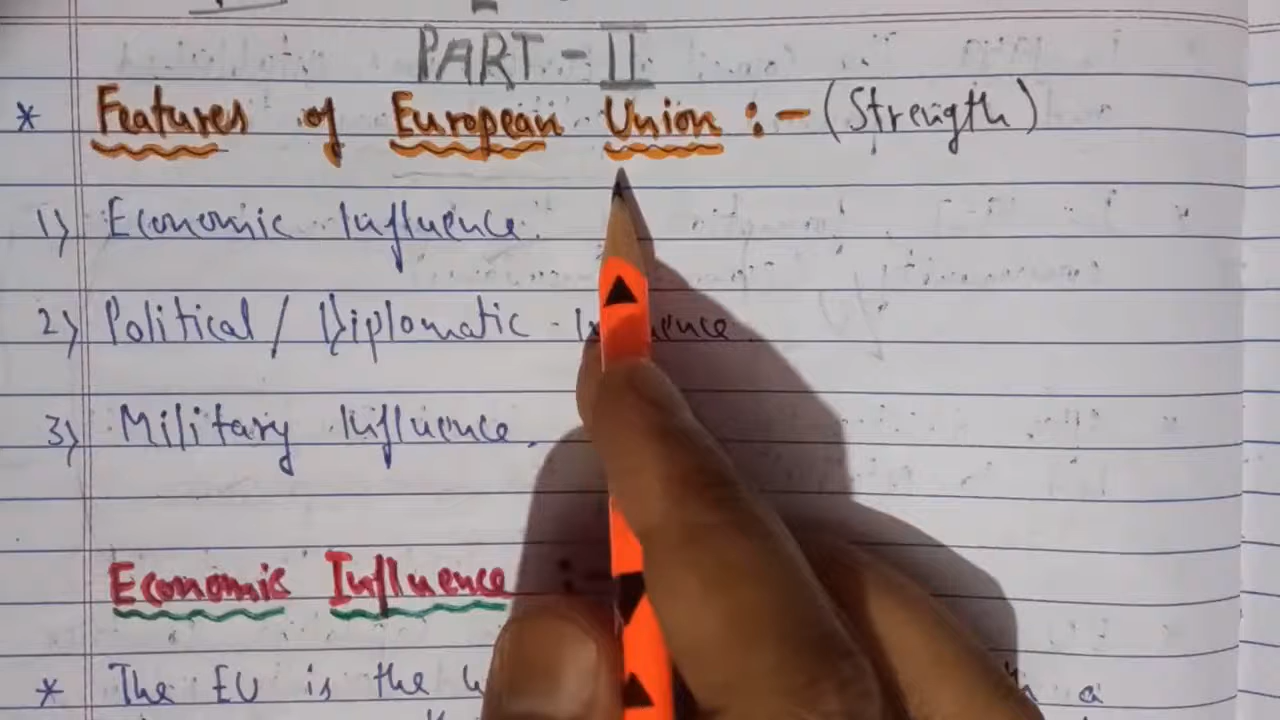 PART - II
* Features of European Union :- (Strength)
1) Economic Influence.
2) Political / Diplomatic
3) Military Influence.
Economic Influence :-
* The EU is the a